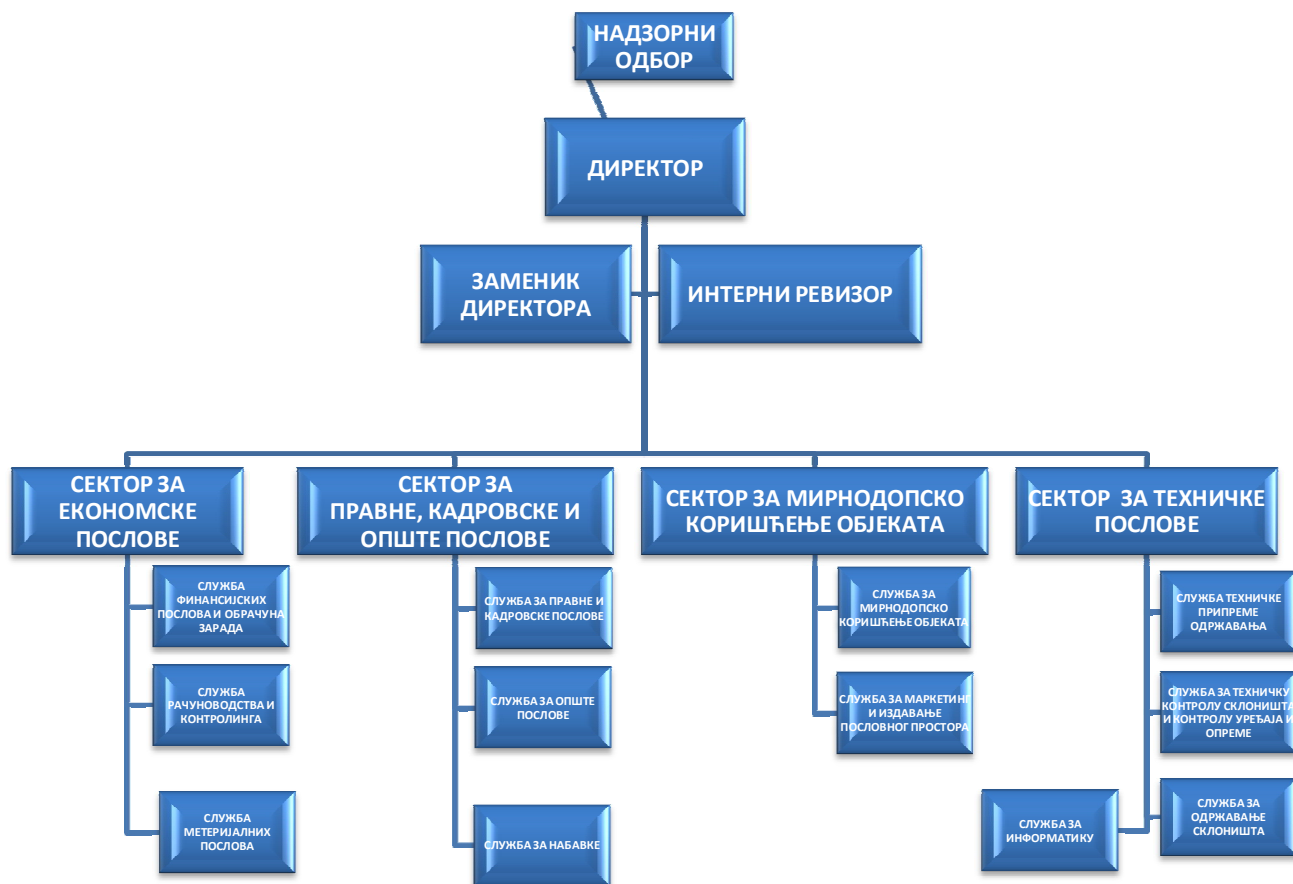 НАДЗОРНИ
ОДБОР
ДИРЕКТОР
ЗАМЕНИК
ДИРЕКТОРА
ИНТЕРНИ РЕВИЗОР
СЕКТОР ЗА
ЕКОНОМСКЕ
ПОСЛОВЕ
СЛУЖБА
ФИНАНСИЈСКИХ
ПОСЛОВА И ОБРАЧУНА
ЗАРАДА
СЛУЖБА
РАЧУНОВОДСТВА И
КОНТРОЛИНГА
СЛУЖБА
МЕТЕРИЈАЛНИХ
ПОСЛОВА
СЕКТОР ЗА
ПРАВНЕ, КАДРОВСКЕ И
ОПШТЕ ПОСЛОВЕ
СЛУЖБА ЗА ПРАВНЕ И
КАДРОВСКЕ ПОСЛОВЕ
СЛУЖБА ЗА ОПШТЕ
ПОСЛОВЕ
СЛУЖБА ЗА НАБАВКЕ
СЕКТОР ЗА МИРНОДОПСКО
КОРИШЋЕЊЕ ОБЈЕКАТА
СЛУЖБА ЗА
МИРНОДОПСКО
КОРИШЋЕЊЕ ОБЈЕКАТА
СЛУЖБА ЗА МАРКЕТИНГ
И ИЗДАВАЊЕ
ПОСЛОВНОГ ПРОСТОРА
СЕКТОР ЗА ТЕХНИЧКЕ
ПОСЛОВЕ
СЛУЖБА ТЕХНИЧКЕ
ПРИПРЕМЕ
ОДРЖАВАЊА
СЛУЖБА ЗА ТЕХНИЧКУ
КОНТРОЛУ СКЛОНИШТА
И КОНТРОЛУ УРЕЂАЈА И
ОПРЕМЕ
СЛУЖБА ЗА
ИНФОРМАТИКУ
СЛУЖБА ЗА
ОДРЖАВАЊЕ
СКЛОНИШТА